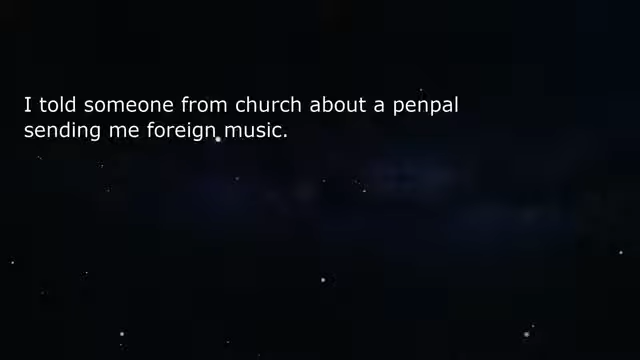 I told someone from church about a penpal
sending me foreign music.